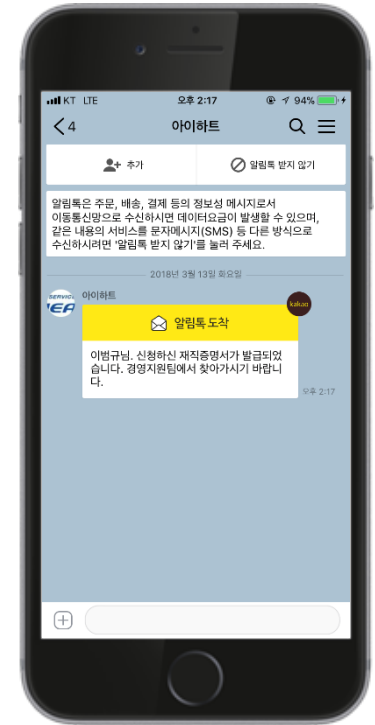 KT LTE 오후 2:17 94%
4 아이하트
추가 알림톡 받지 않기
알림톡은 주문, 배송, 결제 등의 정보성 메시지로서
이동통신망으로 수신하시면 데이터요금이 발생할 수 있으며,
같은 내용의 서비스를 문자메시지(SMS) 등 다른 방식으로
수신하시려면 '알림톡 받지 않기'를 눌러 주세요.
2018년 3월 13일 화요일
아이하트
SERVICE
kakao
알림톡 도착
이범규님. 신청하신 재직증명서가 발급되었
습니다. 경영지원팀에서 찾아가시기 바랍니
다.
오후 2:17